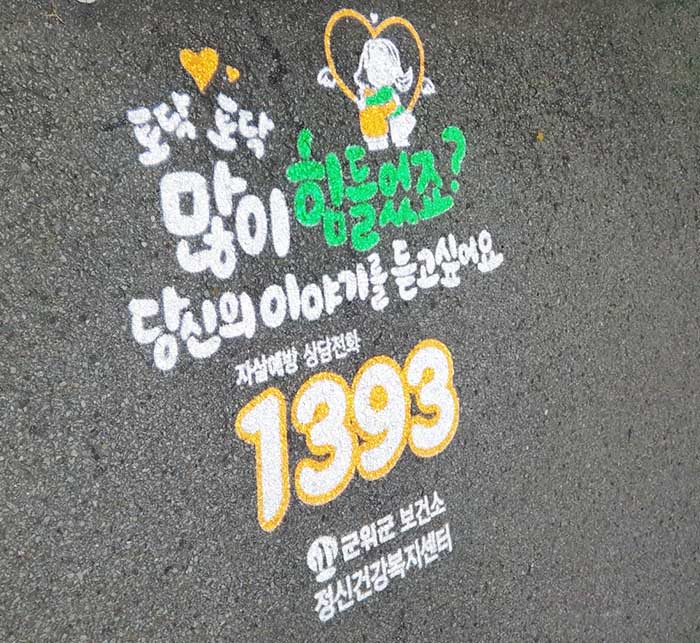 토닥 토닥
많이 힘들었죠?
당신의 이야기를 듣고싶어요
자살예방 상담전화
1393
군위군 보건소
정신건강복지센터